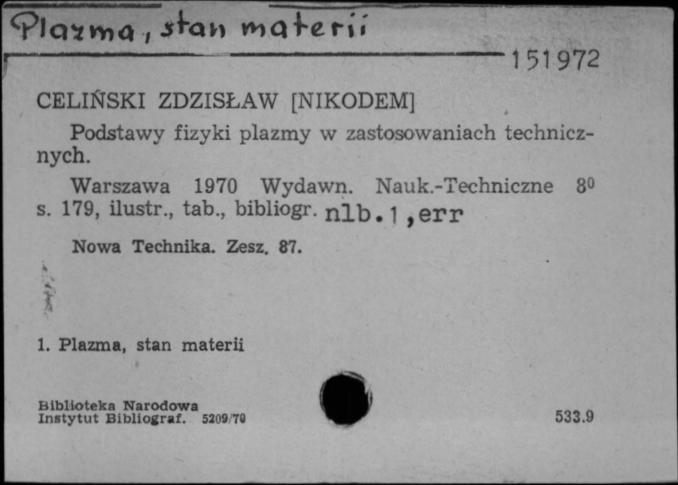 Plazma, stan materii
151972
CELIŃSKI ZDZISŁAW [NIKODEM]
Podstawy fizyki plazmy w zastosowaniach technicz-
nych.
Warszawa 1970 Wydawn. Nauk.-Techniczne 8⁰
s. 179, ilustr., tab., bibliogr. nlb.1,err
Nowa Technika. Zesz. 87.
1. Plazma, stan materii
Biblioteka Narodowa
Instytut Bibliograf. 5209/70 533.9